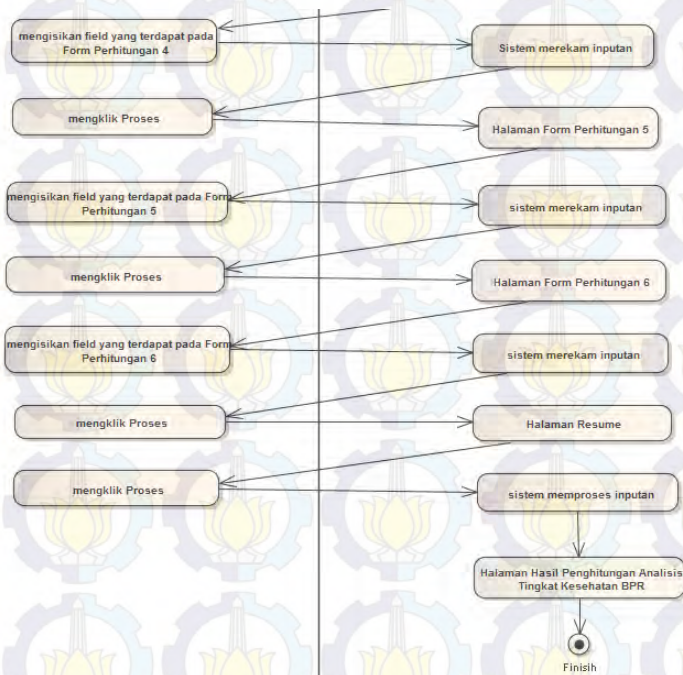 mengisikan field yang terdapat pada
Form Perhitungan 4
Sistem merekam inputan
mengklik Proses
Halaman Form Perhitungan 5
mengisikan field yang terdapat pada Form
Perhitungan 5
sistem merekam inputan
mengklik Proses
Halaman Form Perhitungan 6
mengisikan field yang terdapat pada Form
Perhitungan 6
sistem merekam inputan
mengklik Proses
Halaman Resume
mengklik Proses
sistem memproses inputan
Halaman Hasil Penghitungan Analisis
Tingkat Kesehatan BPR
Finisih